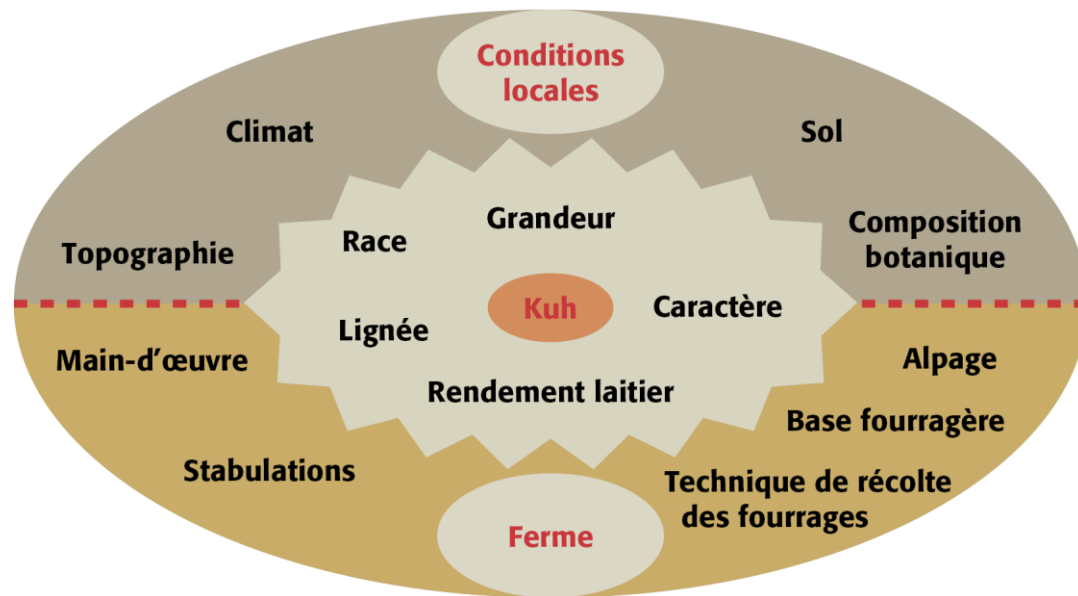 Conditions
locales
Climat
Sol
Topographie
Composition
botanique
Grandeur
Race
Kuh
Caractère
Lignée
Rendement laitier
Main-d'œuvre
Alpage
Base fourragère
Stabulations
Technique de récolte
des fourrages
Ferme